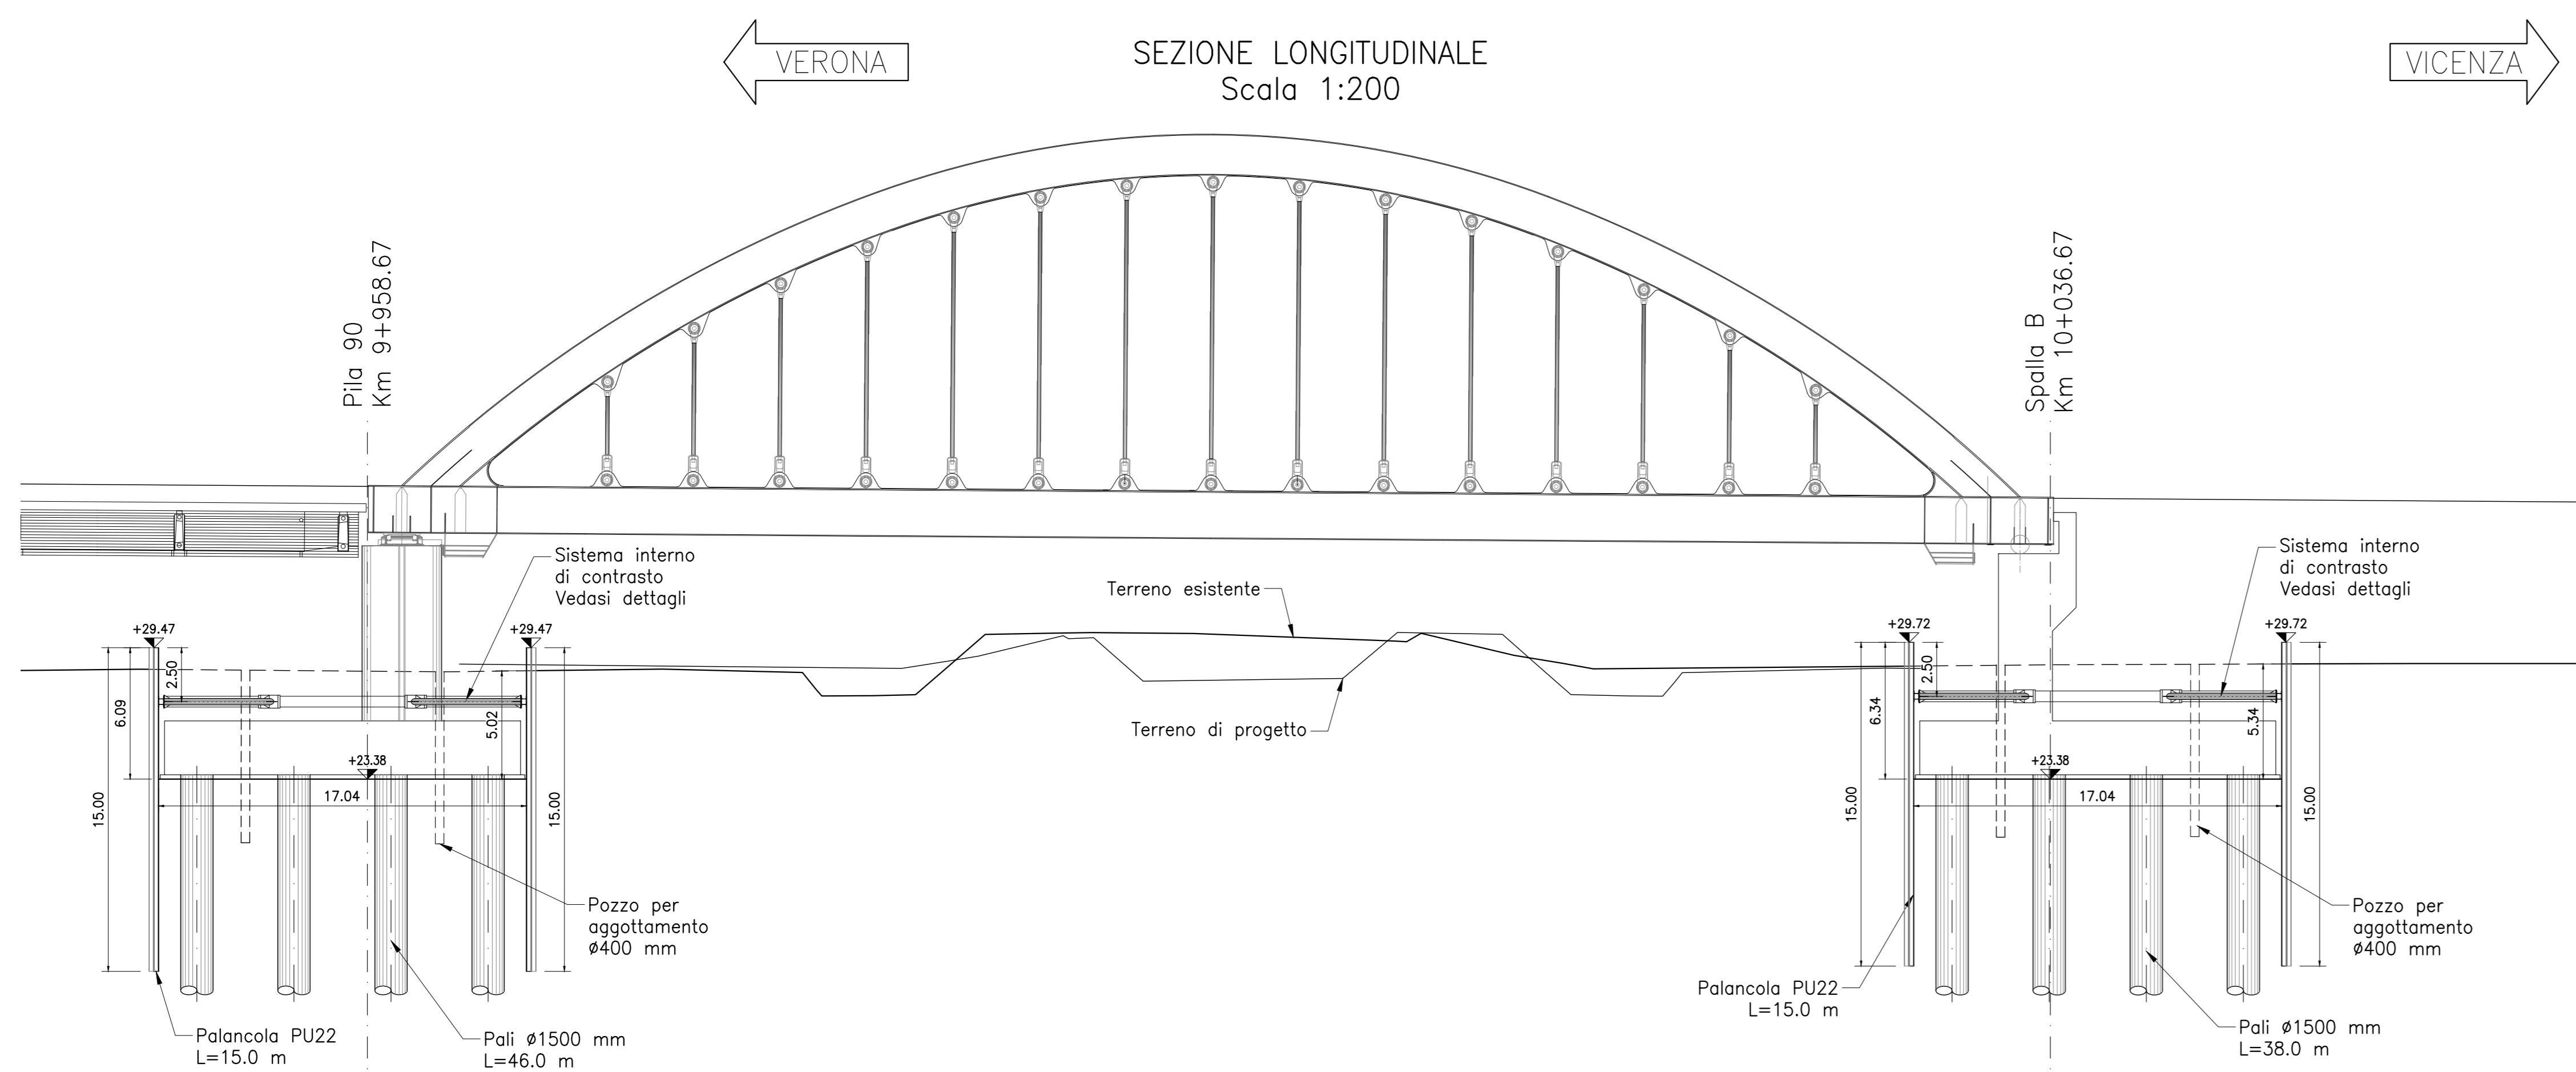 VERONA
SEZIONE LONGITUDINALE
Scala 1:200
VICENZA
Pila 90
Km 9+958.67
Spalla B
Km 10+036.67
Sistema interno
di contrasto
Vedasi dettagli
Terreno esistente
Sistema interno
di contrasto
Vedasi dettagli
+29.47
+29.47
+29.72
+29.72
2.50
6.09
5.02
15.00
15.00
+23.38
17.04
Terreno di progetto
2.50
6.34
5.34
15.00
15.00
+23.38
17.04
Pozzo per
aggottamento
ø400 mm
Pozzo per
aggottamento
ø400 mm
Palancola PU22
L=15.0 m
Pali ø1500 mm
L=46.0 m
Palancola PU22
L=15.0 m
Pali ø1500 mm
L=38.0 m